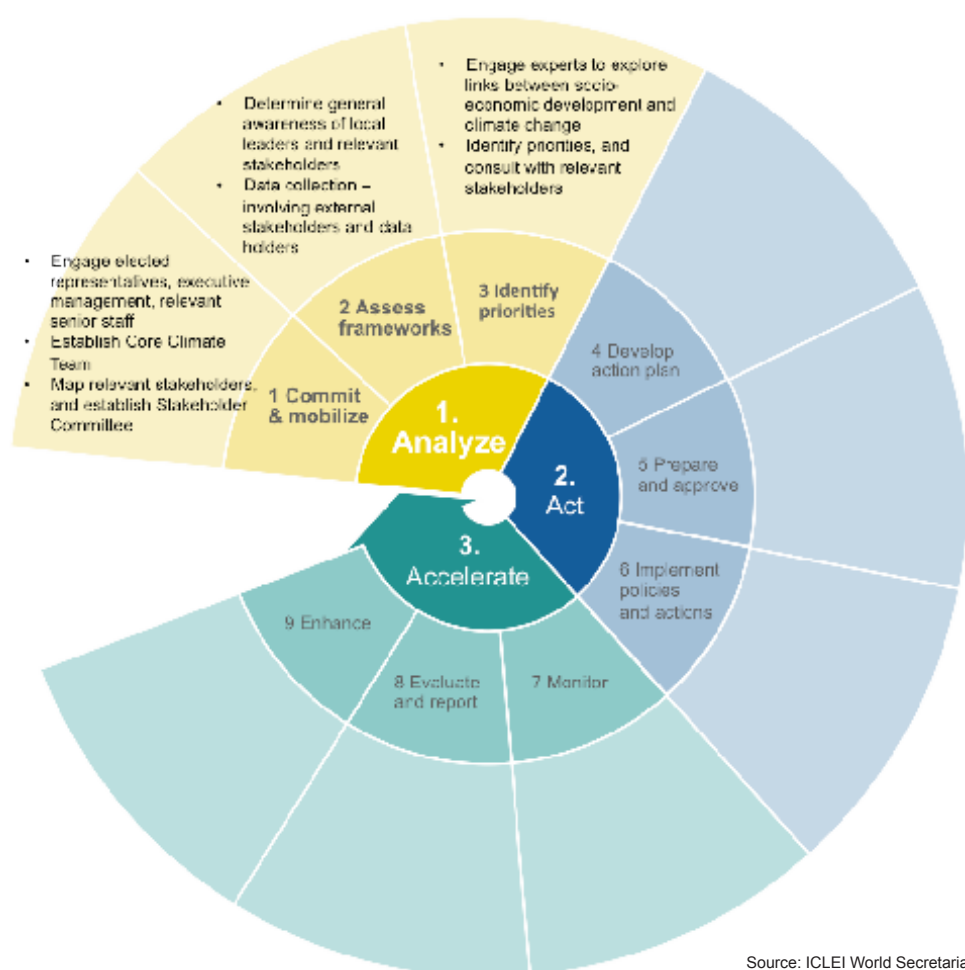 • Engage experts to explore
links between socio-
economic development and
climate change
• Identify priorities, and
consult with relevant
stakeholders
• Determine general
awareness of local
leaders and relevant
stakeholders
• Data collection –
involving external
stakeholders and data
holders
• Engage elected
representatives, executive
management, relevant
senior staff
• Establish Core Climate
Team
• Map relevant stakeholders,
and establish Stakeholder
Committee
1 Commit
& mobilize
2 Assess
frameworks
3 Identify
priorities
4 Develop
action plan
5 Prepare
and approve
6 Implement
policies
and actions
7 Monitor
8 Evaluate
and report
9 Enhance
1.
Analyze
2.
Act
3.
Accelerate
Source: ICLEI World Secretaria